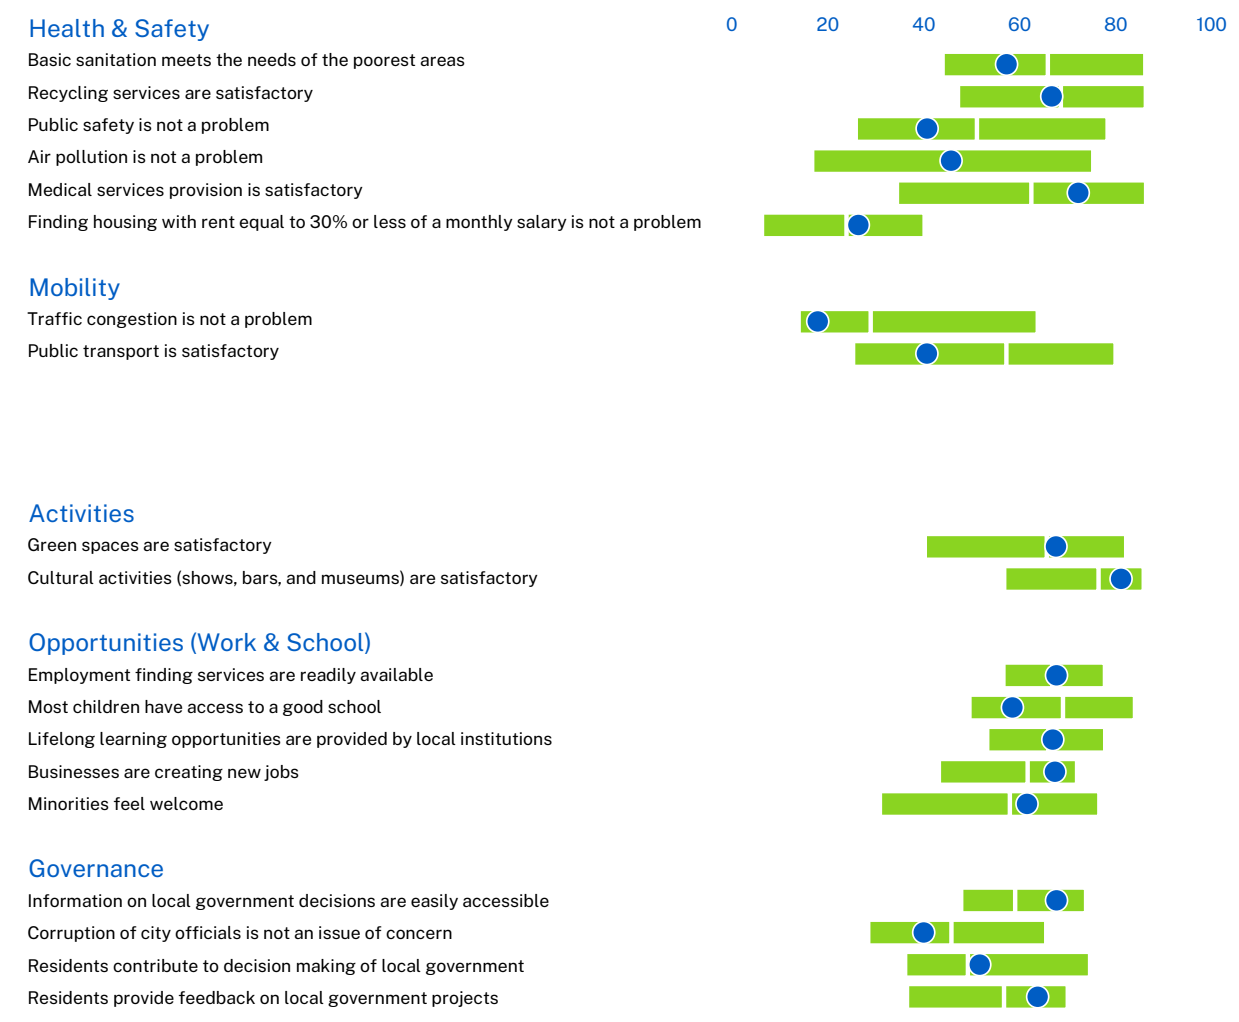 Health & Safety
0 20 40 60 80 100
Basic sanitation meets the needs of the poorest areas
Recycling services are satisfactory
Public safety is not a problem
Air pollution is not a problem
Medical services provision is satisfactory
Finding housing with rent equal to 30% or less of a monthly salary is not a problem
Mobility
Traffic congestion is not a problem
Public transport is satisfactory
Activities
Green spaces are satisfactory
Cultural activities (shows, bars, and museums) are satisfactory
Opportunities (Work & School)
Employment finding services are readily available
Most children have access to a good school
Lifelong learning opportunities are provided by local institutions
Businesses are creating new jobs
Minorities feel welcome
Governance
Information on local government decisions are easily accessible
Corruption of city officials is not an issue of concern
Residents contribute to decision making of local government
Residents provide feedback on local government projects